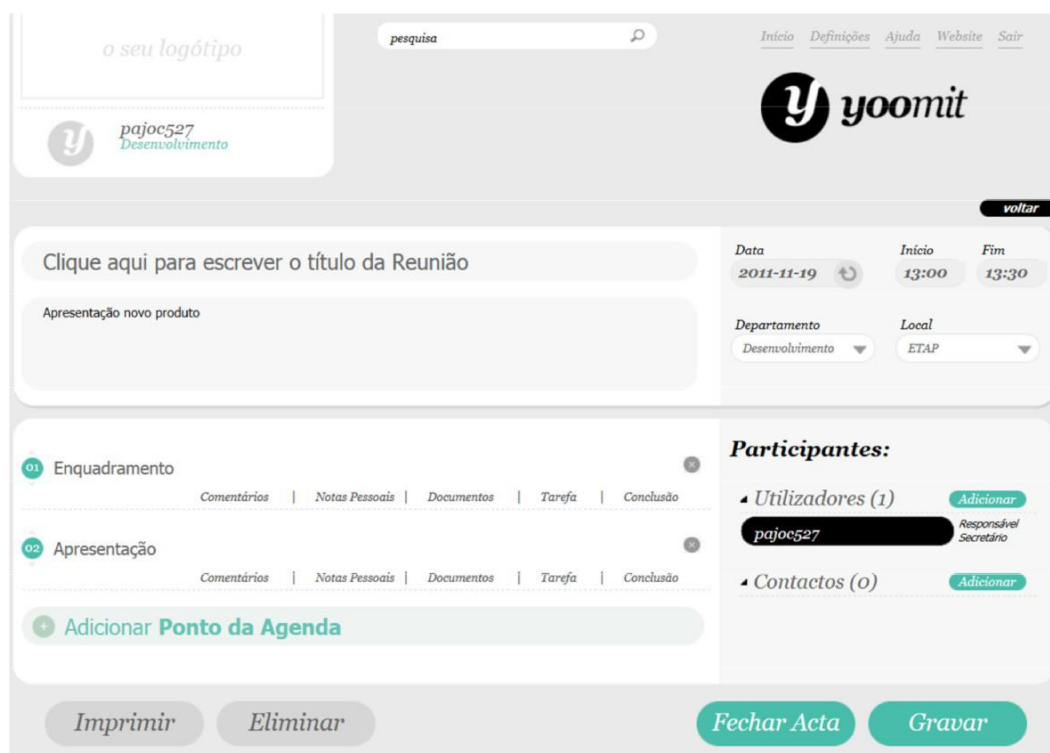 o seu logótipo
pesquisa
Início Definições Ajuda Website Sair
y yoomit
y
pajoc527
Desenvolvimento
voltar
Clique aqui para escrever o título da Reunião
Apresentação novo produto
Data Início Fim
2011-11-19 13:00 13:30
Departamento Local
Desenvolvimento ETAP
01 Enquadramento
Comentários | Notas Pessoais | Documentos | Tarefa | Conclusão
02 Apresentação
Comentários | Notas Pessoais | Documentos | Tarefa | Conclusão
+ Adicionar Ponto da Agenda
Participantes:
Utilizadores (1) Adicionar
pajoc527
Responsável
Secretário
Contactos (0) Adicionar
Imprimir Eliminar Fechar Acta Gravar